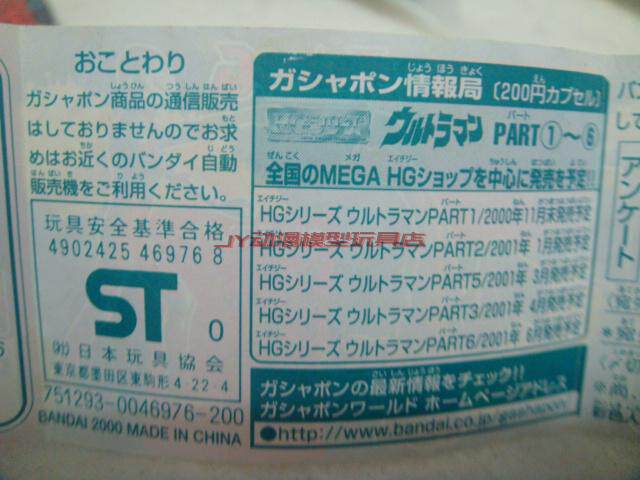 おことわり
ガシャポン商品の通信販売
はしておりませんのでお求
めはお近くのバンダイ自動
販売機をご利用ください。
玩具安全基準合格
4902425 46976 8
ST 0
日本玩具協会
東京都墨田区東駒形4-22-4
751293-0046976-200
BANDAI 2000 MADE IN CHINA
ガシャポン情報局 〔200円カプセル〕
HGシリーズ ウルトラマン PART①〜⑥
全国のMEGA HGショップを中心に発売を予定!!
HGシリーズ ウルトラマンPART1/2000年11月末発売予定
HGシリーズ ウルトラマンPART2/2001年 1月発売予定
HGシリーズ ウルトラマンPART5/2001年 3月発売予定
HGシリーズ ウルトラマンPART3/2001年 4月発売予定
HGシリーズ ウルトラマンPART6/2001年 6月発売予定
ガシャポンの最新情報をチェック!!
ガシャポンワールド ホームページアドレス
●http://www.bandai.co.jp/gashapon
JY动漫模型玩具店
アンケート